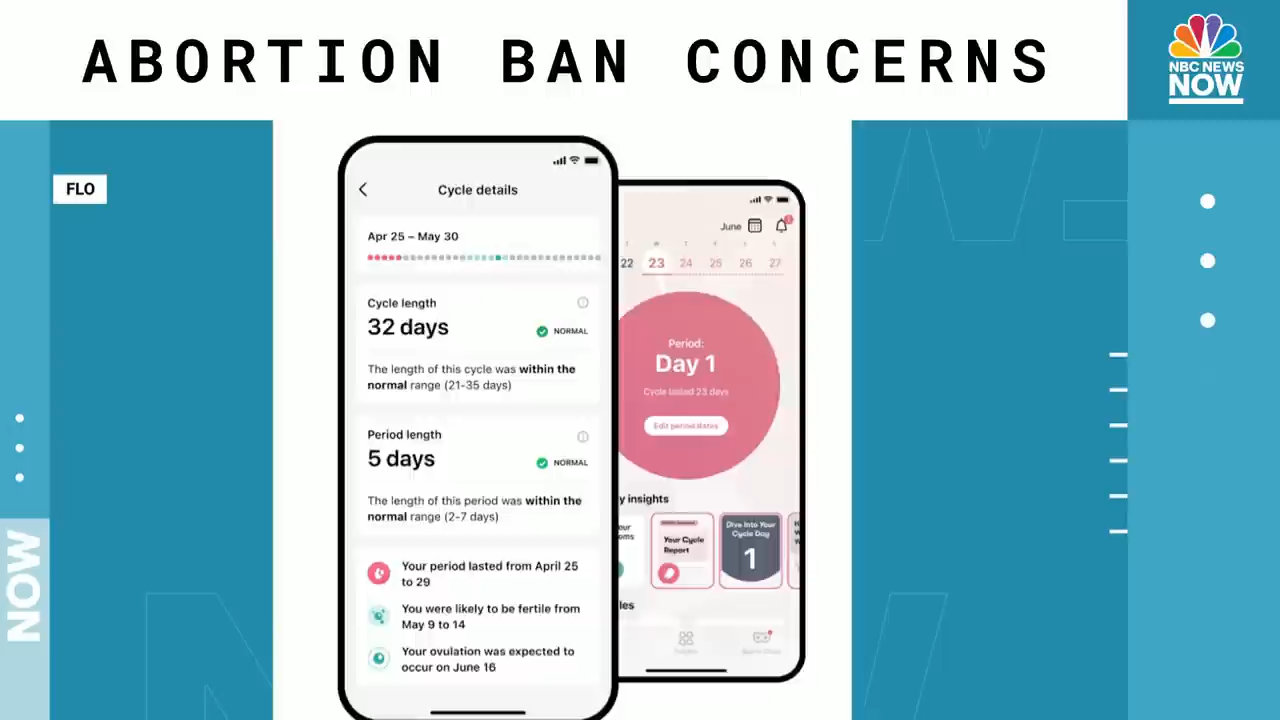 ABORTION BAN CONCERNS
NBC NEWS
NOW
FLO
Cycle details
Apr 25 – May 30
Cycle length
32 days
NORMAL
The length of this cycle was within the
normal range (21-35 days)
Period length
5 days
NORMAL
The length of this period was within the
normal range (2-7 days)
Your period lasted from April 25
to 29
You were likely to be fertile from
May 9 to 14
Your ovulation was expected to
occur on June 16
June
22 23 24 25 26 27
Period:
Day 1
Cycle lasted 23 days
Edit period dates
y insights
Your Cycle
Report
Dive Into Your
Cycle Day
1
NOW